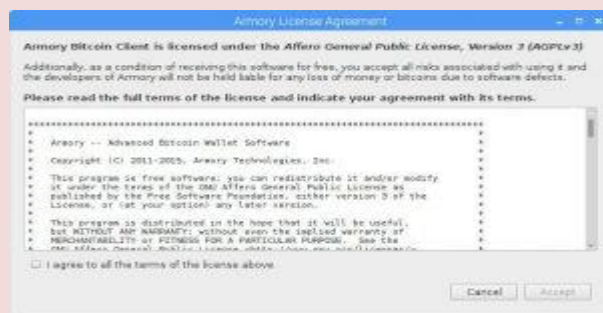 Armory License Agreement
Armory Bitcoin Client is licensed under the Affero General Public License, Version 3 (AGPLv3)
Additionally, as a condition of receiving this software for free, you accept all risks associated with using it and
the developers of Armory will not be held liable for any loss of money or bitcoins due to software defects.
Please read the full terms of the license and indicate your agreement with its terms.
* Armory -- Advanced Bitcoin Wallet Software *
* Copyright (C) 2011-2015, Armory Technologies, Inc. *
* This program is free software: you can redistribute it and/or modify *
* it under the terms of the GNU Affero General Public License as *
* published by the Free Software Foundation, either version 3 of the *
* License, or (at your option) any later version. *
* This program is distributed in the hope that it will be useful, *
* but WITHOUT ANY WARRANTY; without even the implied warranty of *
* MERCHANTABILITY or FITNESS FOR A PARTICULAR PURPOSE. See the *
I agree to all the terms of the license above
Cancel
Accept